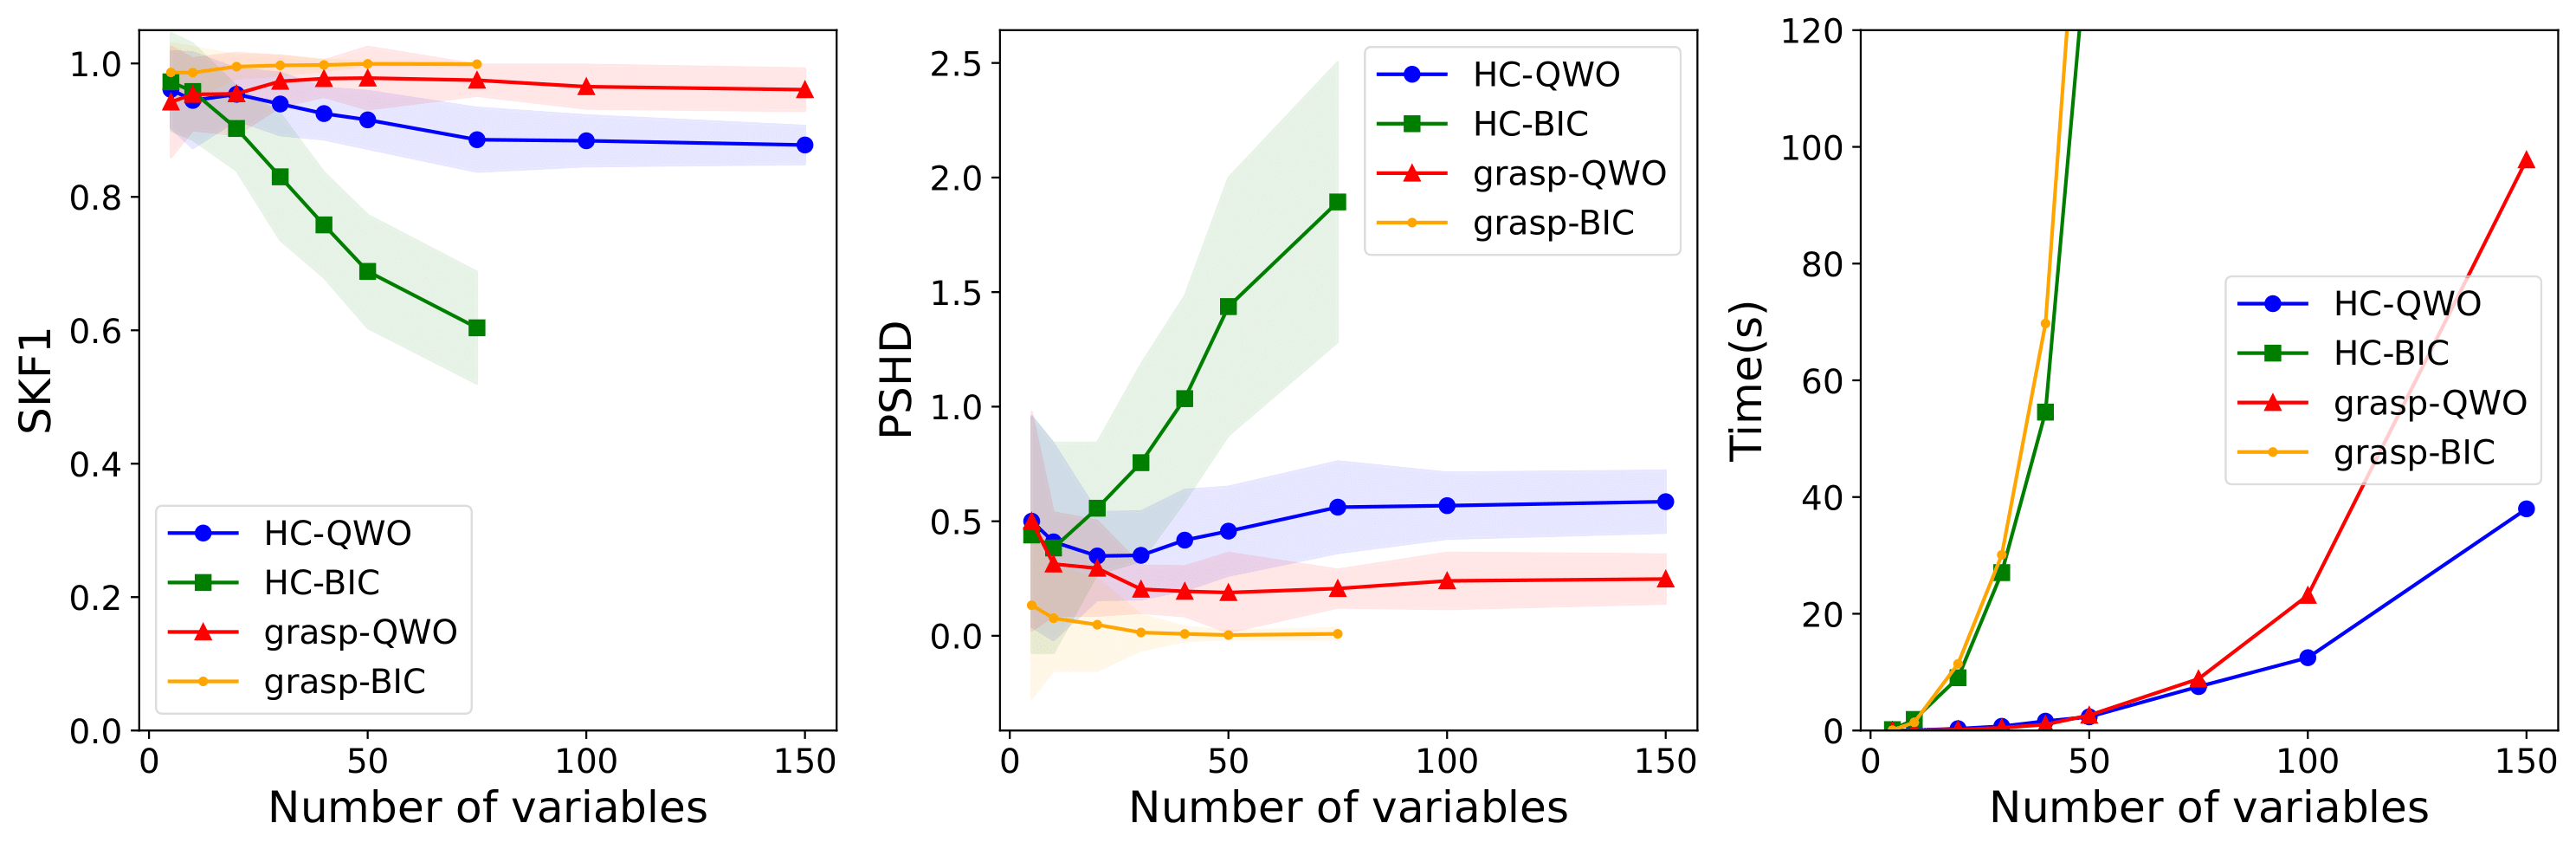 SKF1
1.0
0.8
0.6
0.4
0.2
0.0
HC-QWO
HC-BIC
grasp-QWO
grasp-BIC
0
50
100
150
Number of variables
PSHD
2.5
2.0
1.5
1.0
0.5
0.0
HC-QWO
HC-BIC
grasp-QWO
grasp-BIC
0
50
100
150
Number of variables
Time(s)
120
100
80
60
40
20
0
HC-QWO
HC-BIC
grasp-QWO
grasp-BIC
0
50
100
150
Number of variables